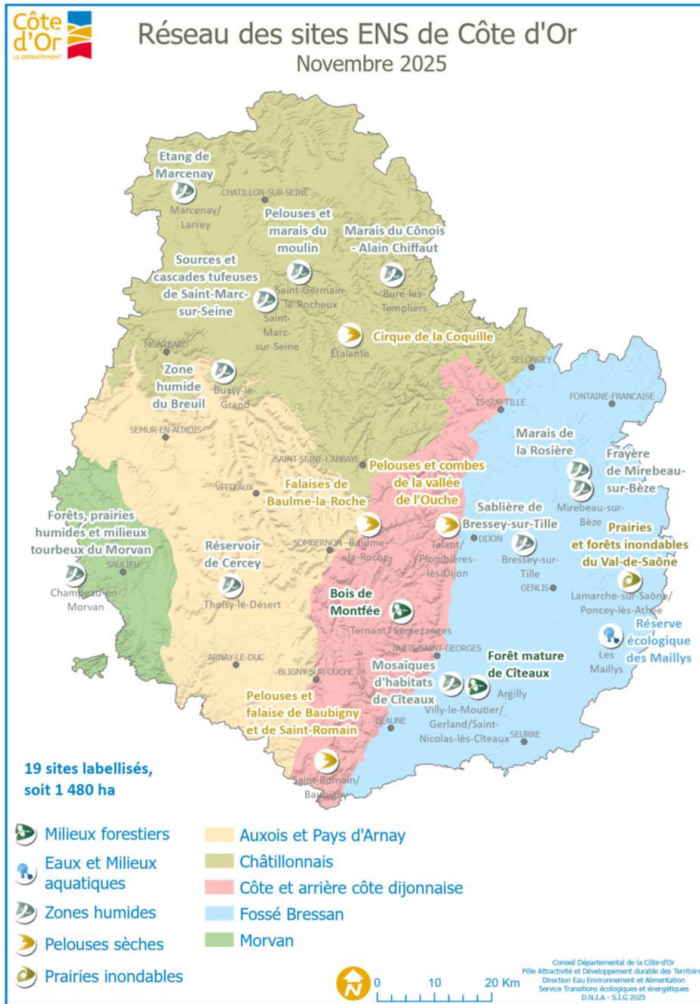 Côte
d'Or
LE DÉPARTEMENT
Réseau des sites ENS de Côte d'Or
Novembre 2025
Etang de
Marcenay
Marcenay/
Larrey
CHATILLON-SUR-SEINE
Pelouses et
marais du
moulin
Saint-Germain-
le-Rocheux
Marais du Cônois
- Alain Chiffaut
Bure-les-
Templiers
Sources et
cascades tufeuses
de Saint-Marc-
sur-Seine
Saint-
Marc-
sur-Seine
Cirque de la Coquille
Étalante
MONTBARD
Zone
humide
du Breuil
Bussy-le-
Grand
SELONGEY
IS-SUR-TILLE
FONTAINE-FRANCAISE
SEMUR-EN-AUXOIS
SAINT-SEINE-L'ABBAYE
VITTEAUX
Falaises de
Baulme-la-Roche
Baulme-
la-Roche
Pelouses et combes
de la vallée
de l'Ouche
Talant/
Plombières-
lès-Dijon
DIJON
Marais de
la Rosière
Frayère
de Mirebeau-
sur-Bèze
Mirebeau-sur-
Bèze
Sablière de
Bressey-sur-Tille
Bressey-sur-
Tille
Prairies
et forêts inondables
du Val-de-Saône
Lamarche-sur-Saône/
Poncey-lès-Athée
GENLIS
SOMBERNON
Forêts, prairies
humides et milieux
tourbeux du Morvan
SAULIEU
Champeau-en-
Morvan
Réservoir
de Cercey
Thoisy-le-Désert
Bois de
Montfée
Ternant/Semezanges
Réserve
écologique
des Maillys
Les
Maillys
ARNAY-LE-DUC
BLIGNY-SUR-OUCHE
NUITS-SAINT-GEORGES
Mosaïques
d'habitats
de Cîteaux
Forêt mature
de Cîteaux
Argilly
Villy-le-Moutier/
Gerland/Saint-
Nicolas-lès-Cîteaux
BEAUNE
SEURRE
Pelouses et
falaise de Baubigny
et de Saint-Romain
Saint-Romain/
Baubigny
19 sites labellisés,
soit 1 480 ha
Milieux forestiers
Eaux et Milieux
aquatiques
Zones humides
Pelouses sèches
Prairies inondables
Auxois et Pays d'Arnay
Châtillonnais
Côte et arrière côte dijonnaise
Fossé Bressan
Morvan
N
0 10 20 Km
Conseil Départemental de la Côte-d'Or
Pôle Attractivité et Développement durable des Territoires
Direction Eau Environnement et Alimentation
Service Transitions écologiques et énergétiques
D.N.I.A - S.I.G 2025